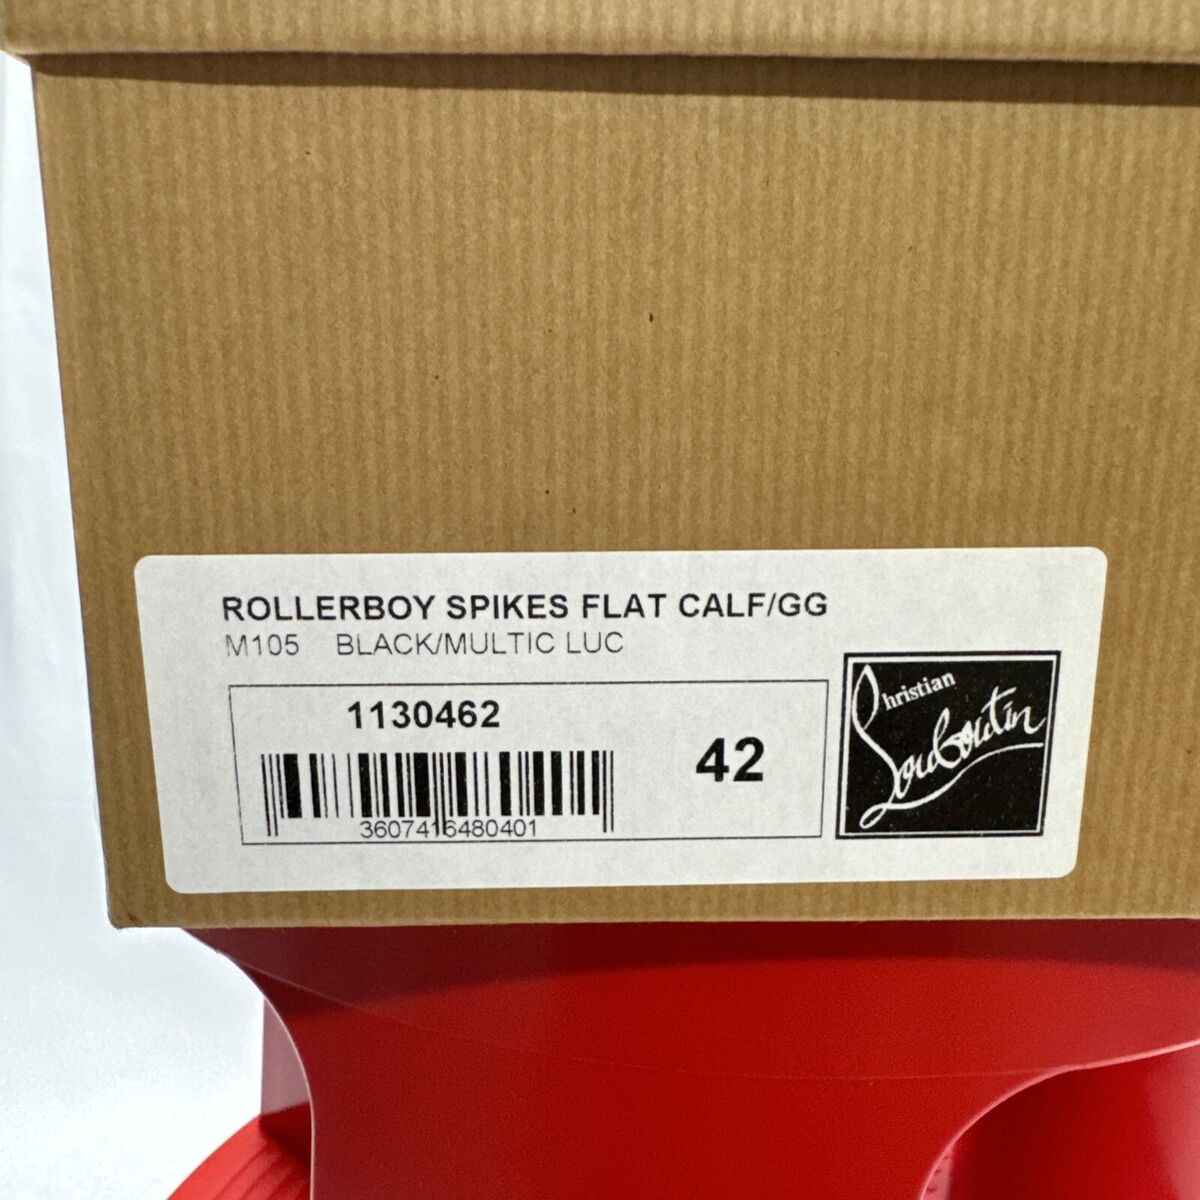 ROLLERBOY SPIKES FLAT CALF/GG
M105 BLACK/MULTIC LUC
1130462
42
3607416480401
Christian
Louboutin